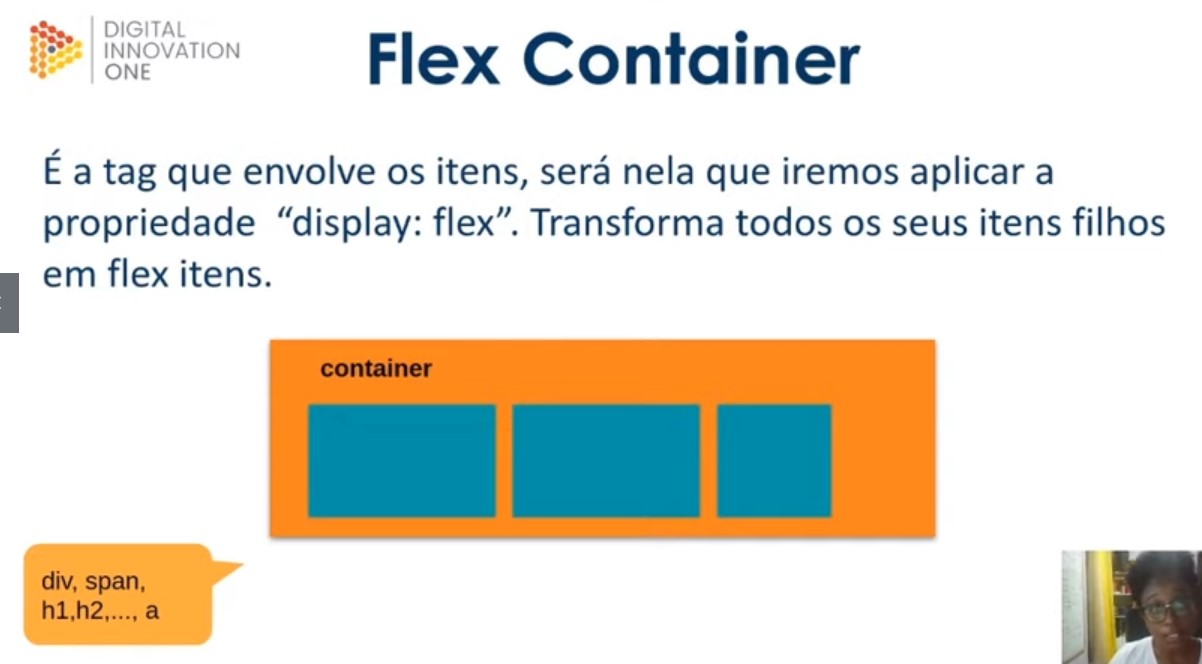 DIGITAL
INNOVATION
ONE
Flex Container
É a tag que envolve os itens, será nela que iremos aplicar a
propriedade “display: flex”. Transforma todos os seus itens filhos
em flex itens.
container
div, span,
h1,h2,..., a